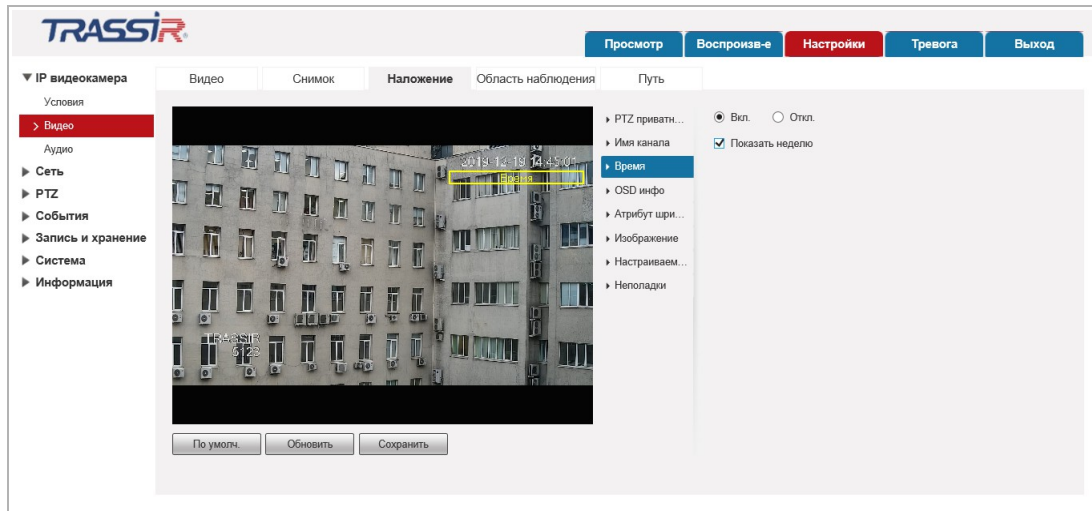 TRASSIR
Просмотр
Воспроизв-е
Настройки
Тревога
Выход
IP видеокамера
Условия
Видео
Аудио
Сеть
PTZ
События
Запись и хранение
Система
Информация
Видео
Снимок
Наложение
Область наблюдения
Путь
2019-12-19 14:45:01
Время
TRASSIR
5123
По умолч.
Обновить
Сохранить
PTZ приватн...
Имя канала
Время
OSD инфо
Атрибут шри...
Изображение
Настраиваем...
Неполадки
Вкл.
Откл.
Показать неделю